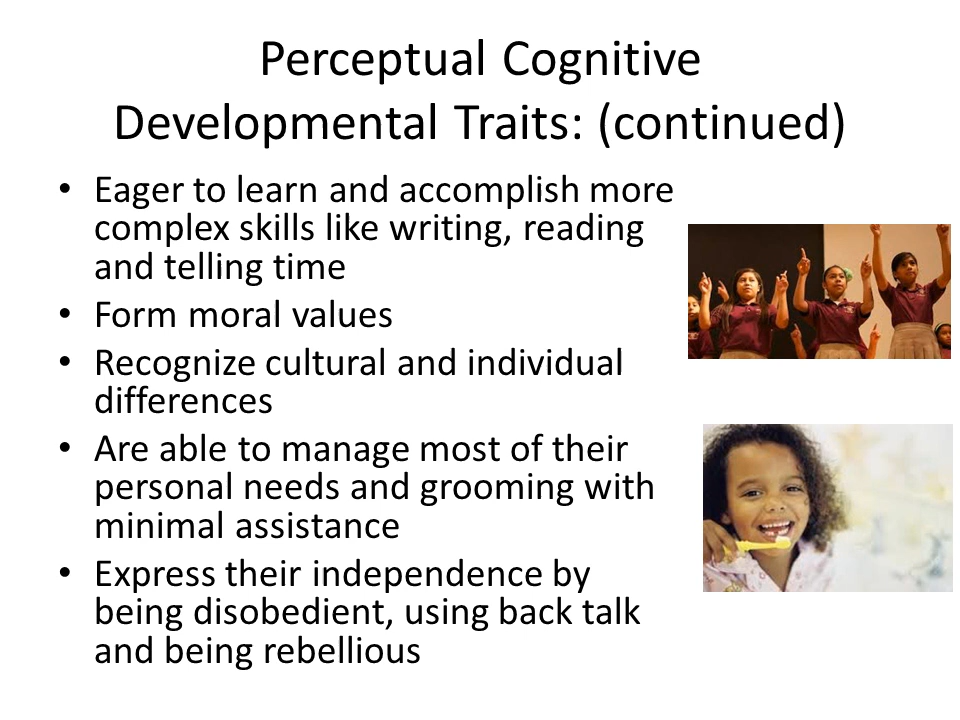 Perceptual Cognitive
Developmental Traits: (continued)
• Eager to learn and accomplish more
complex skills like writing, reading
and telling time
• Form moral values
• Recognize cultural and individual
differences
• Are able to manage most of their
personal needs and grooming with
minimal assistance
• Express their independence by
being disobedient, using back talk
and being rebellious